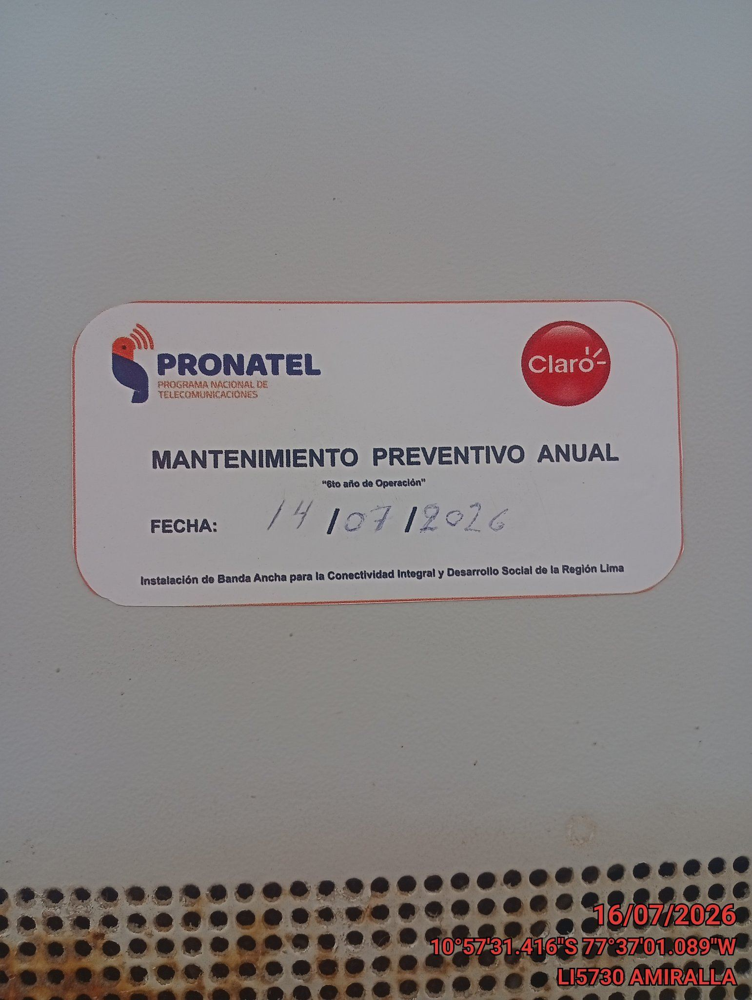 PRONATEL
PROGRAMA NACIONAL DE
TELECOMUNICACIONES
Claro
MANTENIMIENTO PREVENTIVO ANUAL
"6to año de Operación"
FECHA: 14/07/2026
Instalación de Banda Ancha para la Conectividad Integral y Desarrollo Social de la Región Lima
16/07/2026
10°57'31.416"S 77°37'01.089"W
LI5730 AMIRALLA